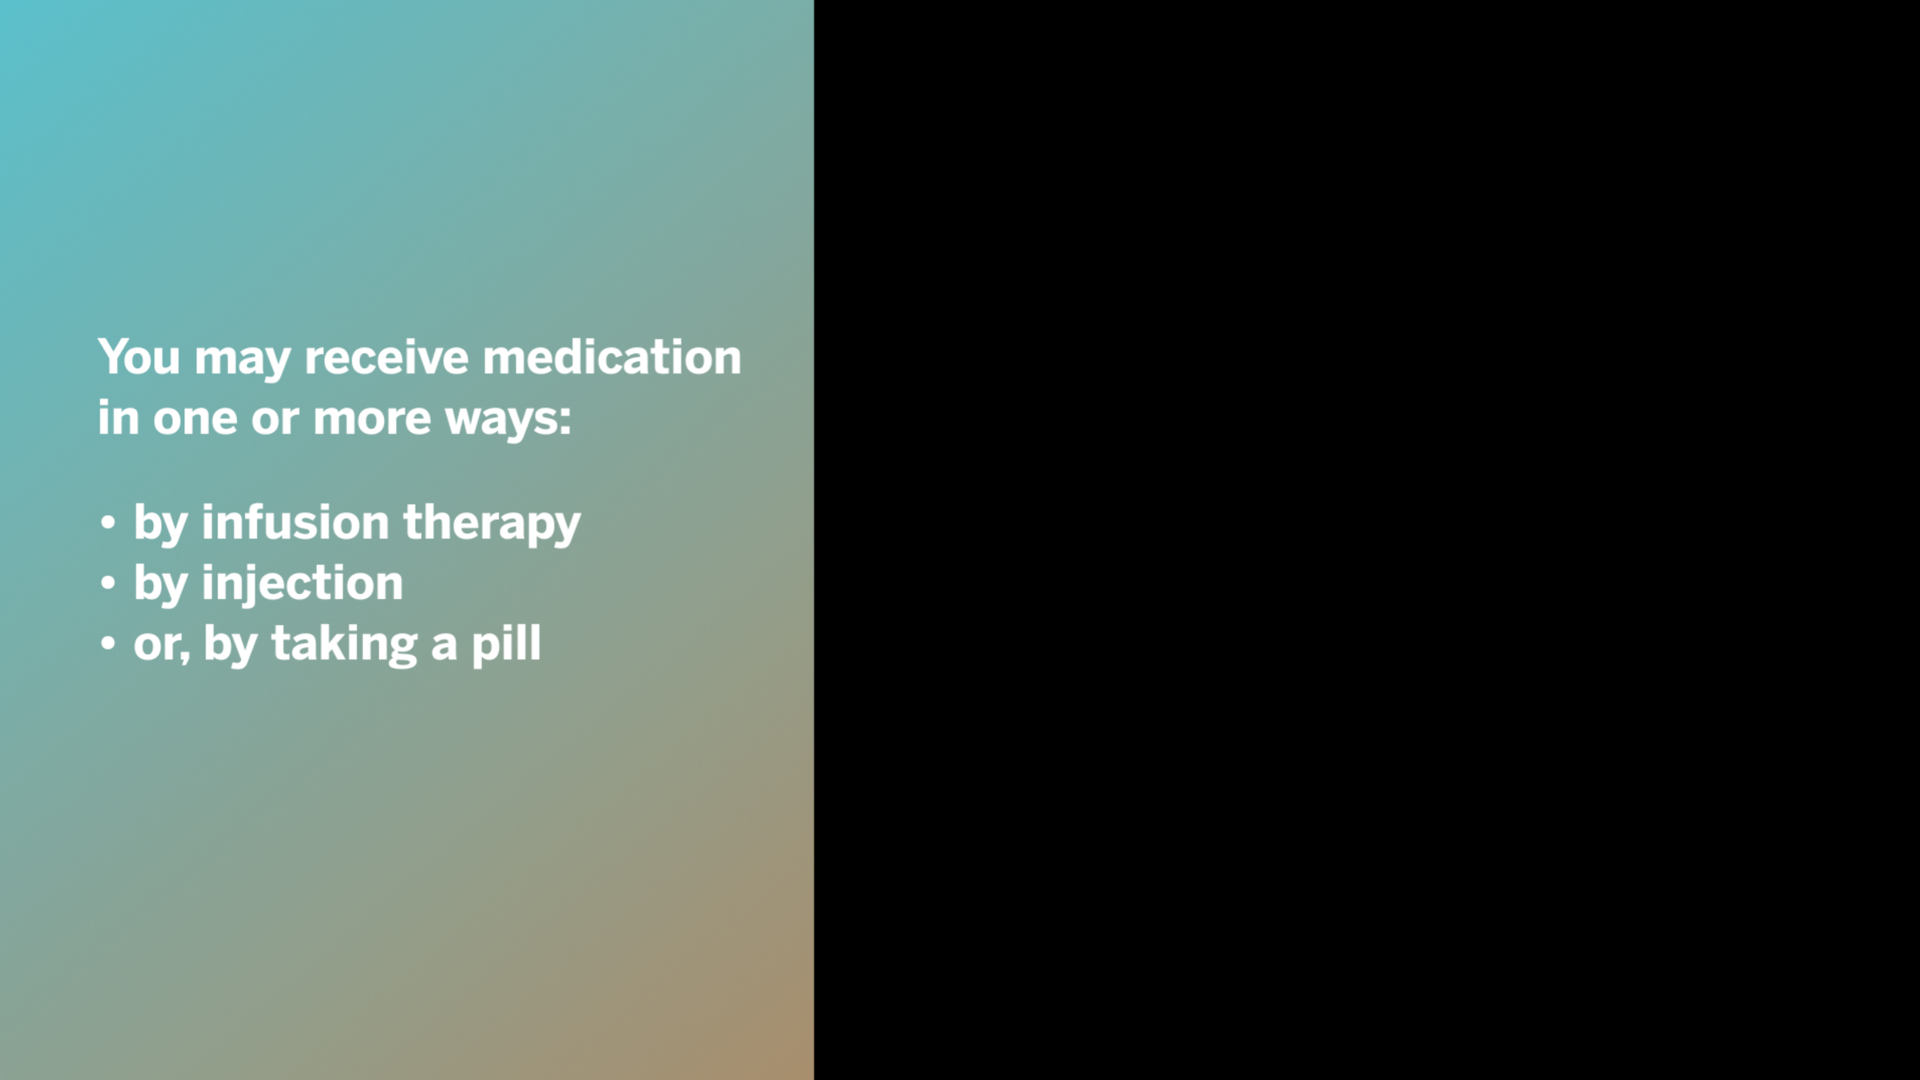 You may receive medication
in one or more ways:
• by infusion therapy
• by injection
• or, by taking a pill